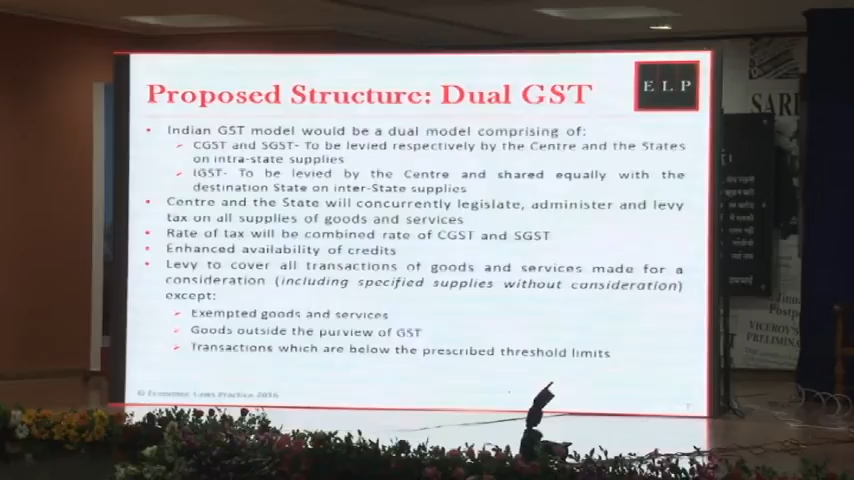 Proposed Structure: Dual GST
E L P
• Indian GST model would be a dual model comprising of:
CGST and SGST- To be levied respectively by the Centre and the States
on intra-state supplies
IGST- To be levied by the Centre and shared equally with the
destination State on inter-State supplies
• Centre and the State will concurrently legislate, administer and levy
tax on all supplies of goods and services
• Rate of tax will be combined rate of CGST and SGST
• Enhanced availability of credits
• Levy to cover all transactions of goods and services made for a
consideration (including specified supplies without consideration)
except:
Exempted goods and services
Goods outside the purview of GST
Transactions which are below the prescribed threshold limits
© Economic Laws Practice 2016
7
VICEROY'S